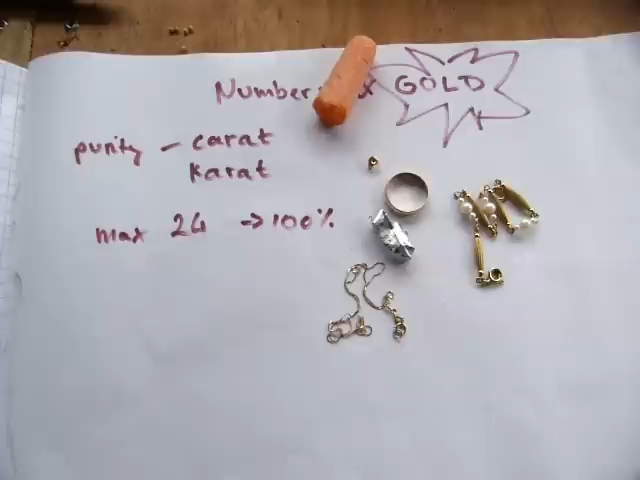 Number GOLD
purity - carat
karat
max 24 → 100%